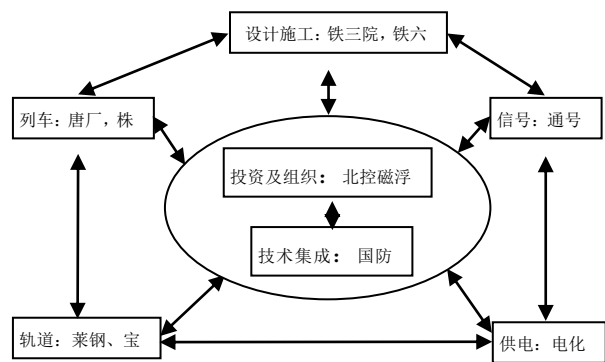 设计施工：铁三院，铁六
列车：唐厂，株
信号：通号
投资及组织： 北控磁浮
技术集成： 国防
轨道：莱钢、宝
供电：电化